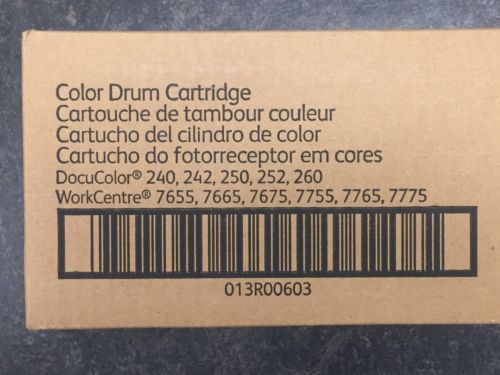 Color Drum Cartridge
Cartouche de tambour couleur
Cartucho del cilindro de color
Cartucho do fotorreceptor em cores
DocuColor® 240, 242, 250, 252, 260
WorkCentre® 7655, 7665, 7675, 7755, 7765, 7775
013R00603